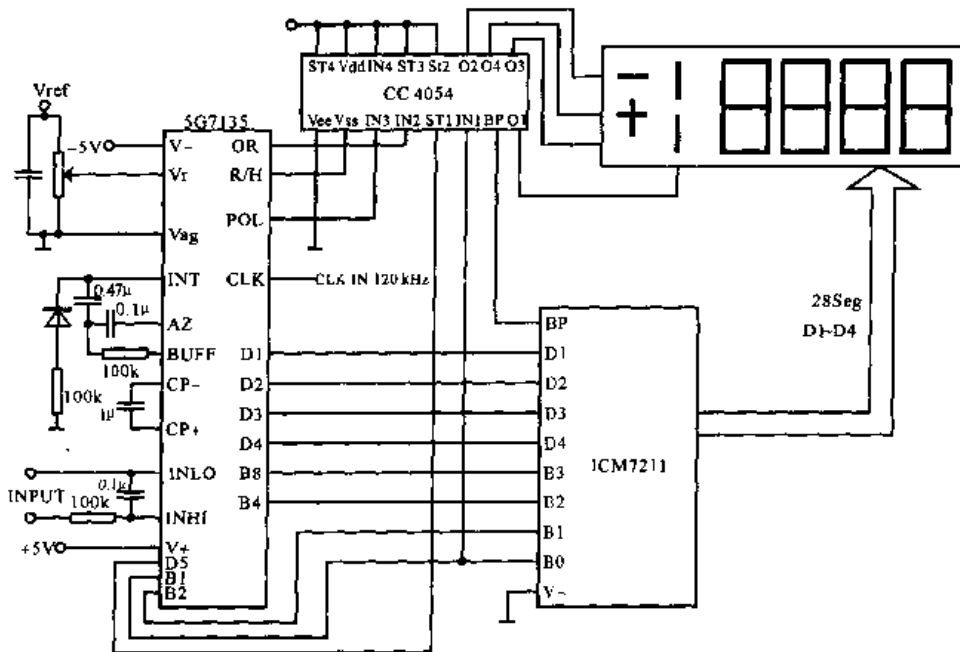 ST4 Vdd IN4 ST3 St2 O2 O4 O3
CC 4054
Vee Vss IN3 IN2 ST1 IN1 BP O1
Vref
5G7135
-5V
V-
Vr
Vag
INT
AZ
BUFF
CP-
CP+
INLO
INHI
V+
D5
B1
B2
OR
R/H
POL
CLK
D1
D2
D3
D4
B8
B4
0.47μ
0.1μ
100k
100k
1μ
0.1μ
INPUT
100k
+5V
CLK IN 120kHz
BP
D1
D2
D3
D4
B3
B2
B1
B0
V-
ICM7211
28Seg
D1~D4
- +